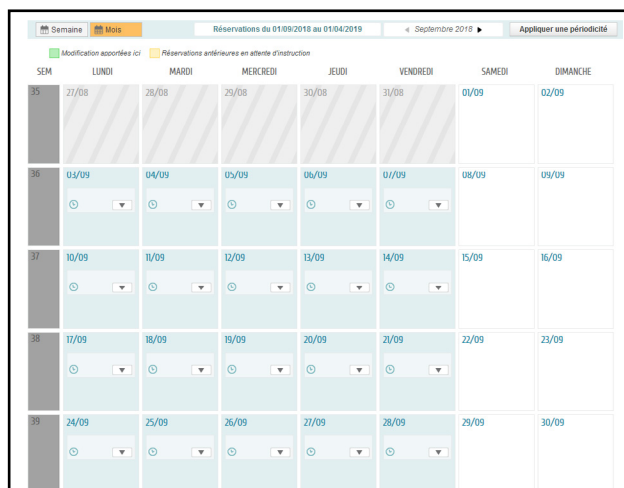 Semaine Mois Réservations du 01/09/2018 au 01/04/2019 Septembre 2018 Appliquer une périodicité
Modification apportées ici Réservations antérieures en attente d'instruction
SEM LUNDI MARDI MERCREDI JEUDI VENDREDI SAMEDI DIMANCHE
35 27/08 28/08 29/08 30/08 31/08 01/09 02/09
36 03/09 04/09 05/09 06/09 07/09 08/09 09/09
37 10/09 11/09 12/09 13/09 14/09 15/09 16/09
38 17/09 18/09 19/09 20/09 21/09 22/09 23/09
39 24/09 25/09 26/09 27/09 28/09 29/09 30/09